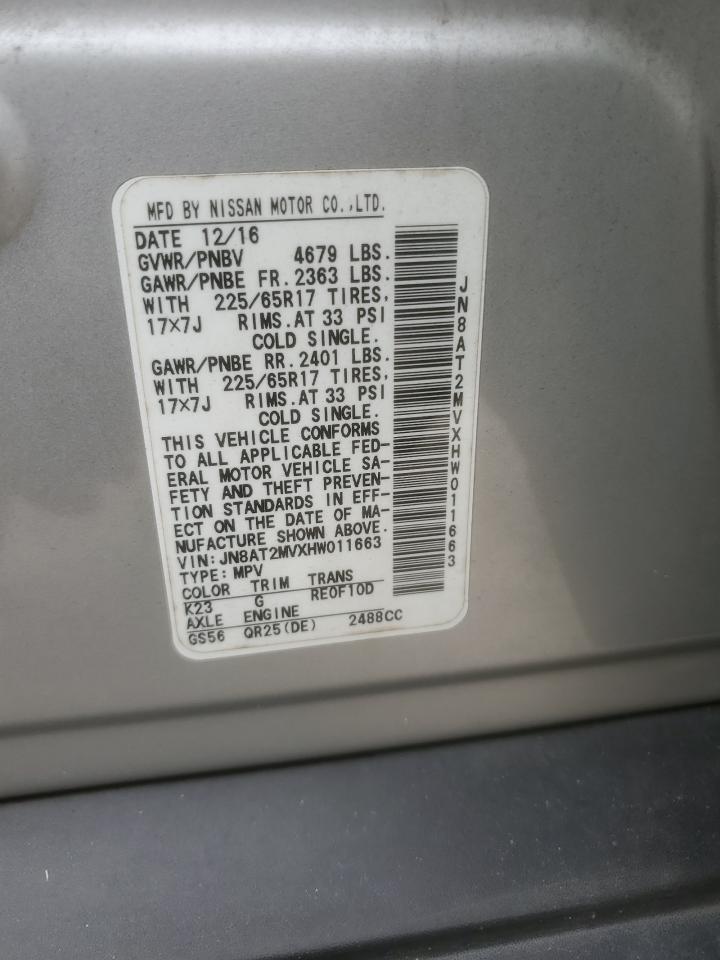 MFD BY NISSAN MOTOR CO.,LTD.
DATE 12/16
GVWR/PNBV 4679 LBS.
GAWR/PNBE FR.2363 LBS.
WITH 225/65R17 TIRES,
17×7J RIMS.AT 33 PSI
COLD SINGLE.
GAWR/PNBE RR.2401 LBS.
WITH 225/65R17 TIRES,
17×7J RIMS.AT 33 PSI
COLD SINGLE.
THIS VEHICLE CONFORMS
TO ALL APPLICABLE FED-
ERAL MOTOR VEHICLE SA-
FETY AND THEFT PREVEN-
TION STANDARDS IN EFF-
ECT ON THE DATE OF MA-
NUFACTURE SHOWN ABOVE.
VIN:JN8AT2MVXHW011663
TYPE:MPV
COLOR TRIM TRANS
K23 G RE0F10D
AXLE ENGINE
GS56 QR25(DE) 2488CC
JN8AT2MVXHW011663